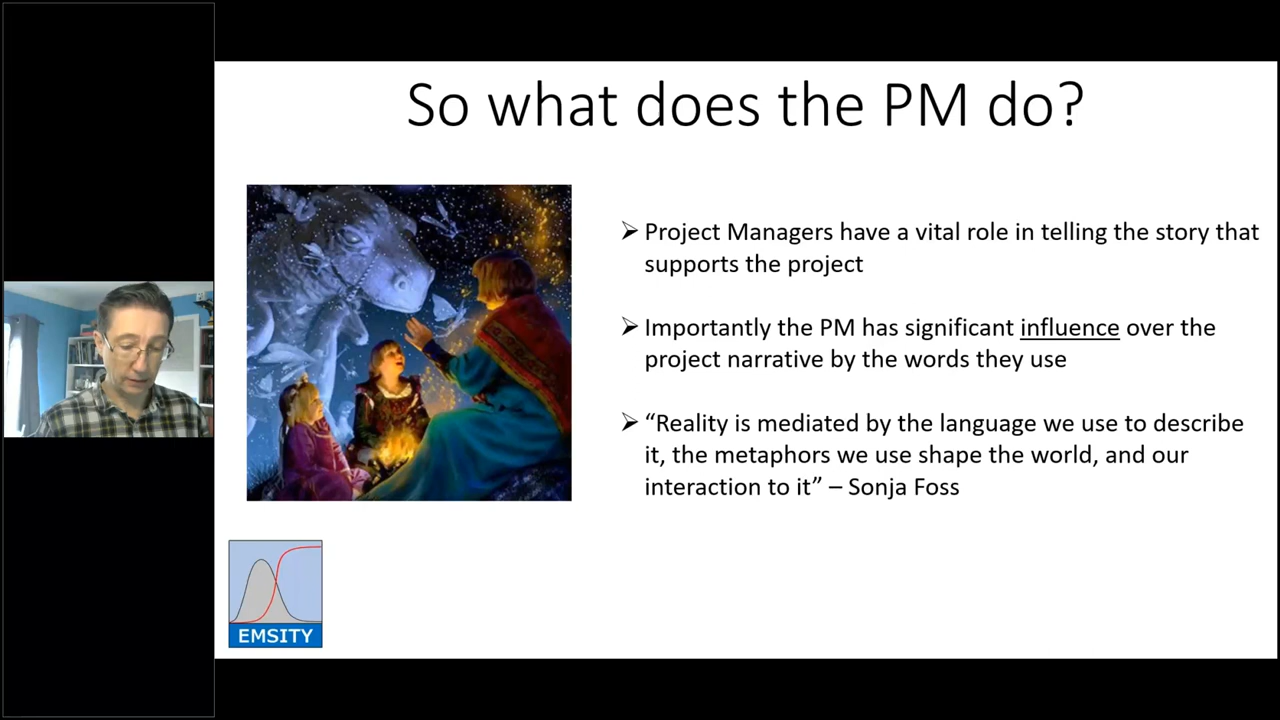 So what does the PM do?
➢ Project Managers have a vital role in telling the story that
supports the project
➢ Importantly the PM has significant influence over the
project narrative by the words they use
➢ “Reality is mediated by the language we use to describe
it, the metaphors we use shape the world, and our
interaction to it” – Sonja Foss
EMSITY